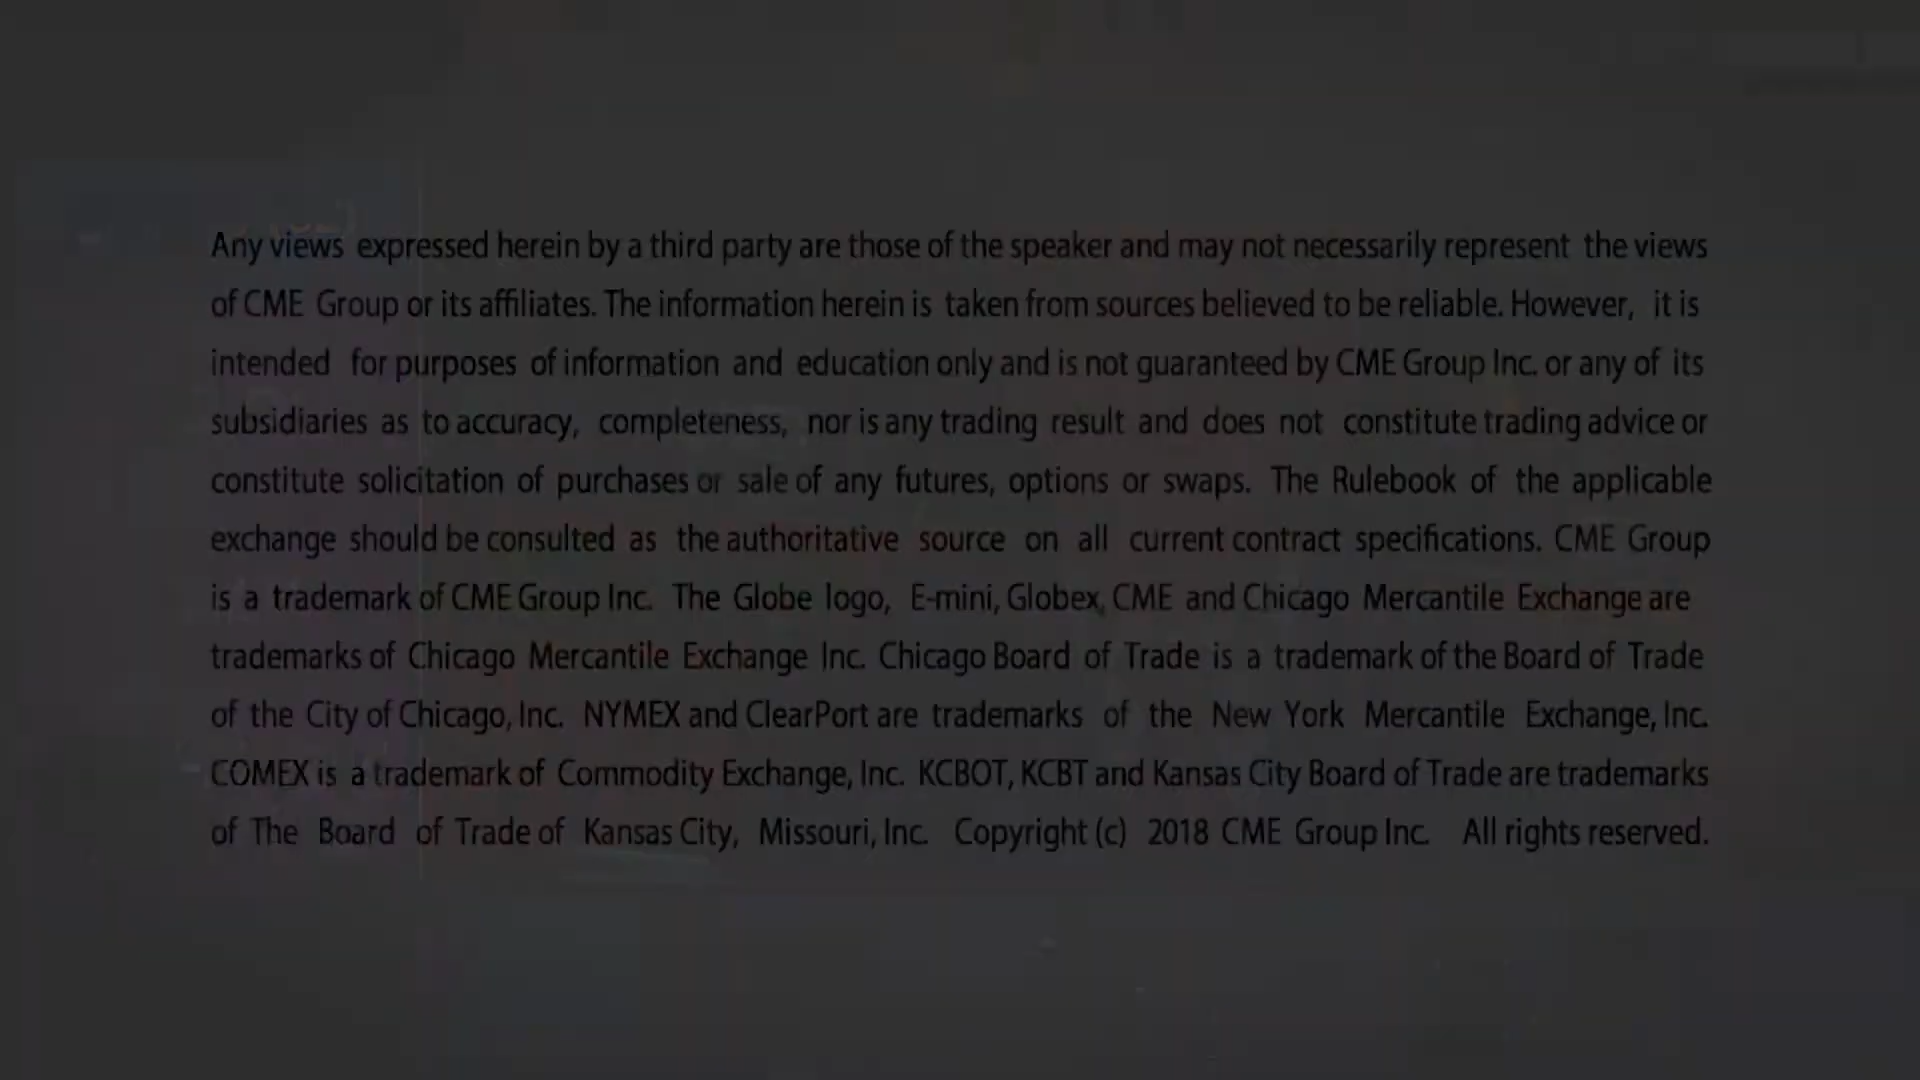 Any views expressed herein by a third party are those of the speaker and may not necessarily represent the views
of CME Group or its affiliates. The information herein is taken from sources believed to be reliable. However, it is
intended for purposes of information and education only and is not guaranteed by CME Group Inc. or any of its
subsidiaries as to accuracy, completeness, nor is any trading result and does not constitute trading advice or
constitute solicitation of purchases or sale of any futures, options or swaps. The Rulebook of the applicable
exchange should be consulted as the authoritative source on all current contract specifications. CME Group
is a trademark of CME Group Inc. The Globe logo, E-mini, Globex, CME and Chicago Mercantile Exchange are
trademarks of Chicago Mercantile Exchange Inc. Chicago Board of Trade is a trademark of the Board of Trade
of the City of Chicago, Inc. NYMEX and ClearPort are trademarks of the New York Mercantile Exchange, Inc.
COMEX is a trademark of Commodity Exchange, Inc. KCBOT, KCBT and Kansas City Board of Trade are trademarks
of The Board of Trade of Kansas City, Missouri, Inc. Copyright (c) 2018 CME Group Inc. All rights reserved.